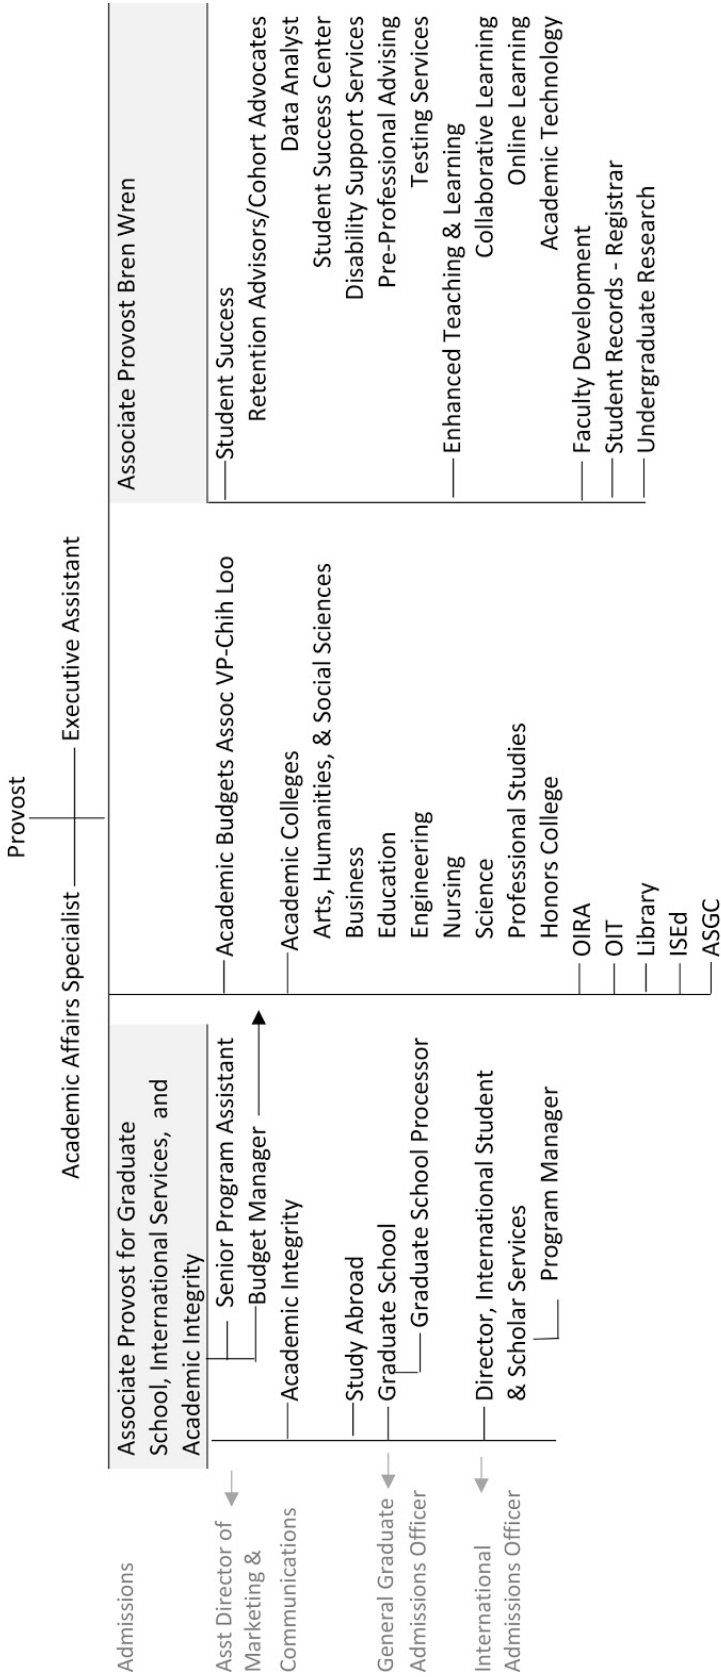 Provost
Academic Affairs Specialist
Executive Assistant
Admissions
Asst Director of
Marketing &
Communications
General Graduate
Admissions Officer
International
Admissions Officer
Associate Provost for Graduate
School, International Services, and
Academic Integrity
Senior Program Assistant
Budget Manager
Academic Integrity
Study Abroad
Graduate School
Graduate School Processor
Director, International Student
& Scholar Services
Program Manager
Academic Budgets Assoc VP-Chih Loo
Academic Colleges
Arts, Humanities, & Social Sciences
Business
Education
Engineering
Nursing
Science
Professional Studies
Honors College
OIRA
OIT
Library
ISEd
ASGC
Associate Provost Bren Wren
Student Success
Retention Advisors/Cohort Advocates
Data Analyst
Student Success Center
Disability Support Services
Pre-Professional Advising
Testing Services
Enhanced Teaching & Learning
Collaborative Learning
Online Learning
Academic Technology
Faculty Development
Student Records - Registrar
Undergraduate Research